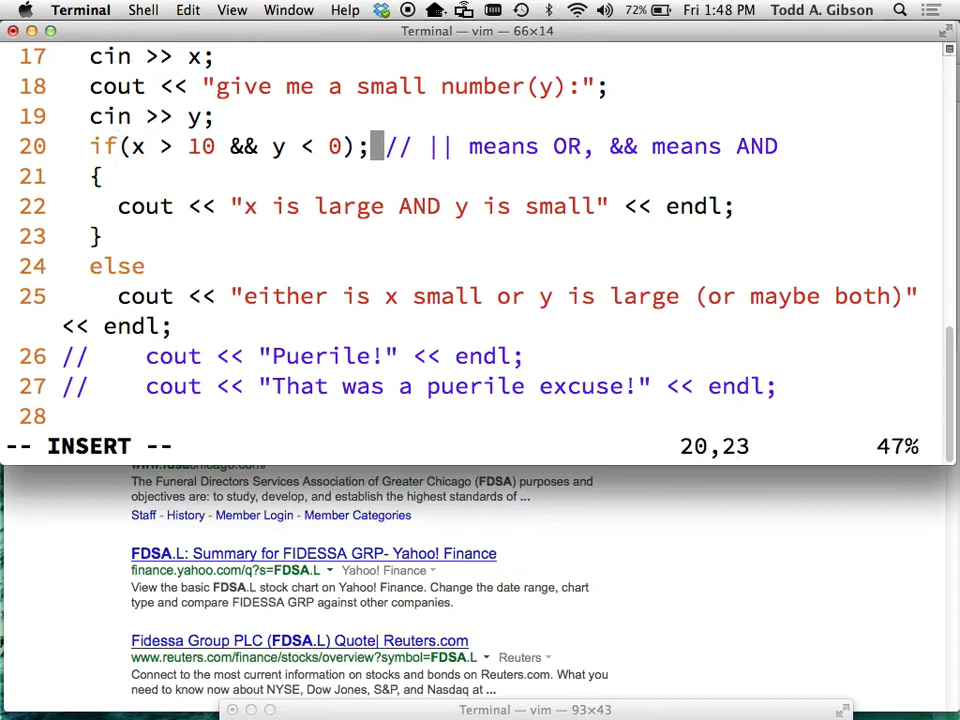 Terminal Shell Edit View Window Help 72% Fri 1:48 PM Todd A. Gibson
Terminal — vim — 66×14
17 cin >> x;
18 cout << "give me a small number(y):";
19 cin >> y;
20 if(x > 10 && y < 0); // || means OR, && means AND
21 {
22 cout << "x is large AND y is small" << endl;
23 }
24 else
25 cout << "either is x small or y is large (or maybe both)"
<< endl;
26 // cout << "Puerile!" << endl;
27 // cout << "That was a puerile excuse!" << endl;
28
-- INSERT -- 20,23 47%
www.fdsachicago.com/
The Funeral Directors Services Association of Greater Chicago (FDSA) purposes and
objectives are: to study, develop, and establish the highest standards of ...
Staff - History - Member Login - Member Categories
FDSA.L: Summary for FIDESSA GRP- Yahoo! Finance
finance.yahoo.com/q?s=FDSA.L Yahoo! Finance
View the basic FDSA.L stock chart on Yahoo! Finance. Change the date range, chart
type and compare FIDESSA GRP against other companies.
Fidessa Group PLC (FDSA.L) Quote| Reuters.com
www.reuters.com/finance/stocks/overview?symbol=FDSA.L Reuters
Connect to the most current information on stocks and bonds on Reuters.com. Have what you
need to know now about NYSE, Dow Jones, S&P, and Nasdaq at ...
Terminal — vim — 93×43